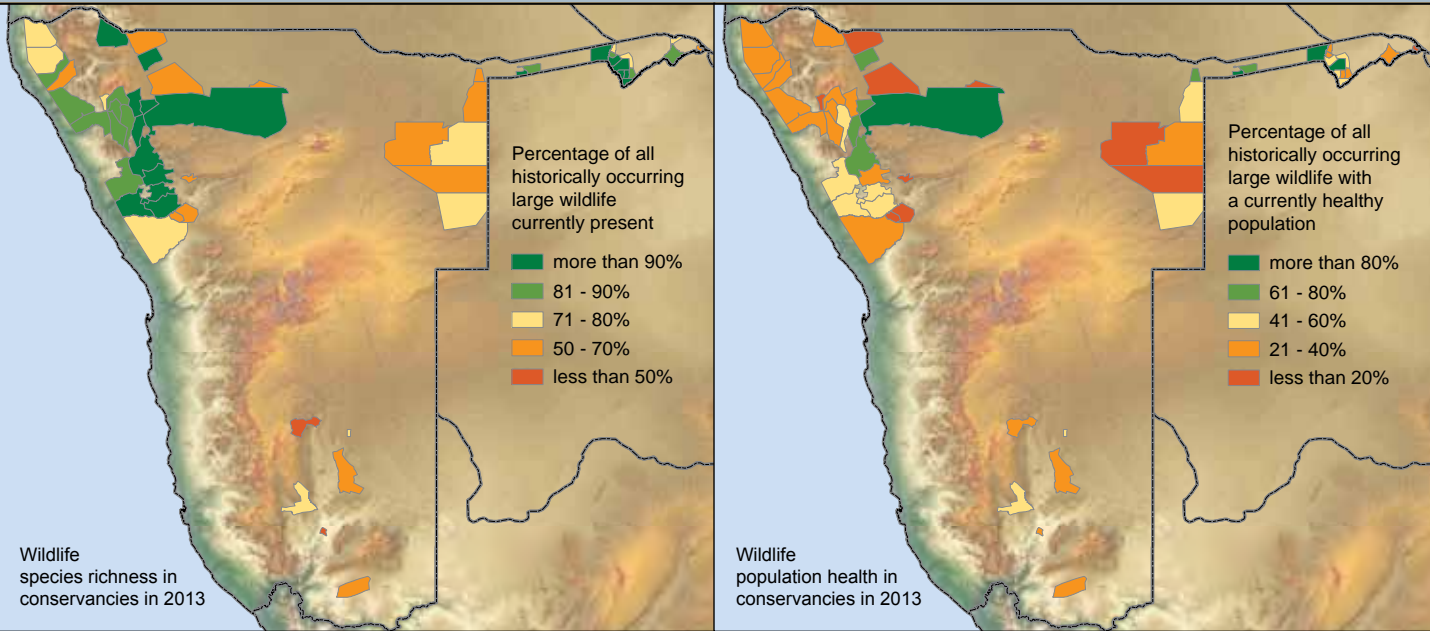 Percentage of all
historically occurring
large wildlife
currently present
more than 90%
81 - 90%
71 - 80%
50 - 70%
less than 50%
Wildlife
species richness in
conservancies in 2013
Percentage of all
historically occurring
large wildlife with
a currently healthy
population
more than 80%
61 - 80%
41 - 60%
21 - 40%
less than 20%
Wildlife
population health in
conservancies in 2013